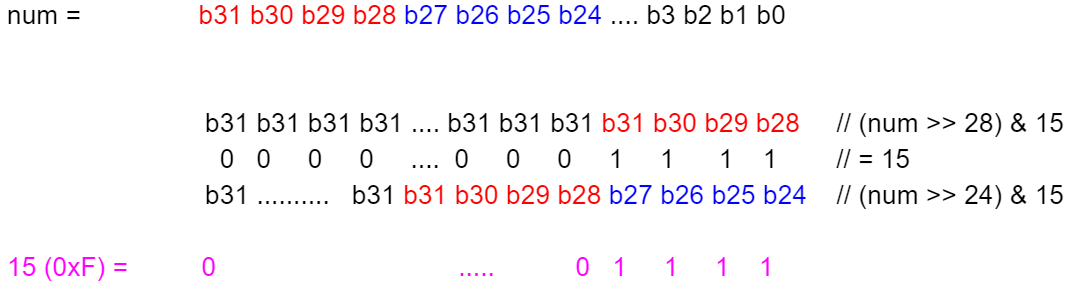 num = b31 b30 b29 b28 b27 b26 b25 b24 .... b3 b2 b1 b0
b31 b31 b31 b31 .... b31 b31 b31 b31 b30 b29 b28 // (num >> 28) & 15
0 0 0 0 .... 0 0 0 1 1 1 1 // = 15
b31 .......... b31 b31 b30 b29 b28 b27 b26 b25 b24 // (num >> 24) & 15
15 (0xF) = 0 ..... 0 1 1 1 1